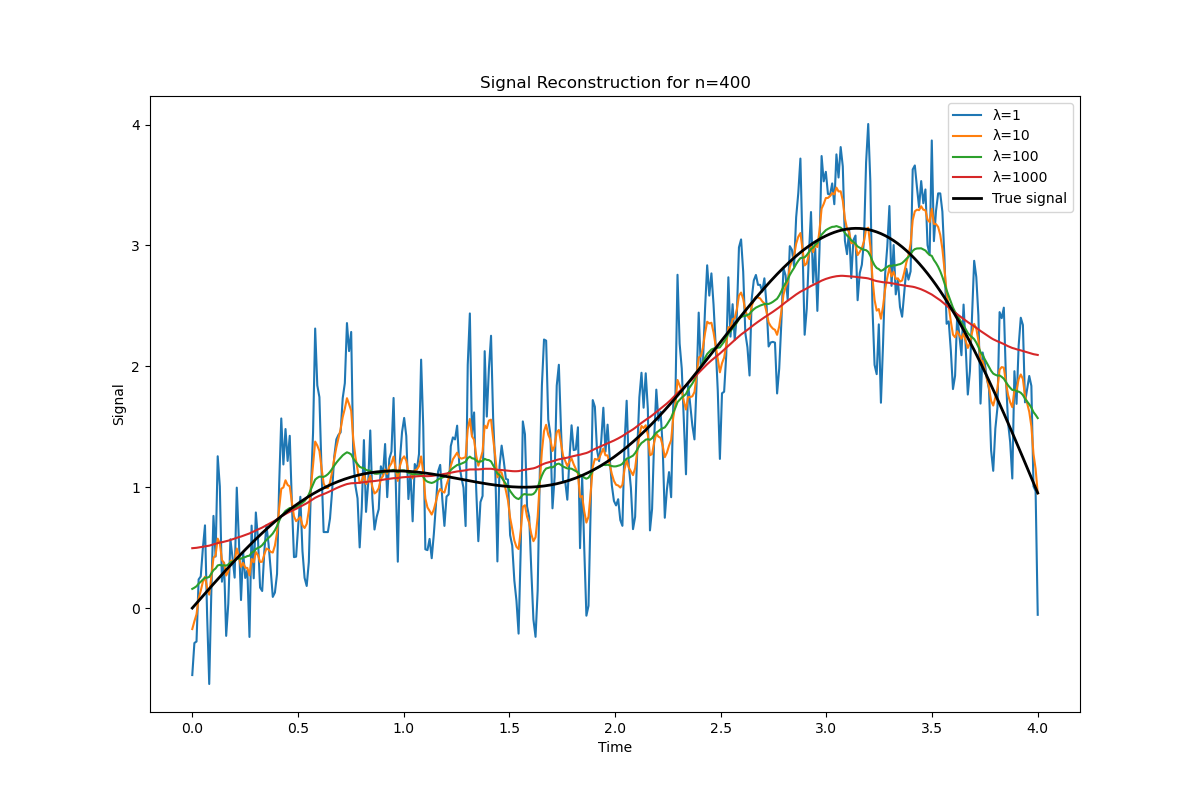 Signal Reconstruction for n=400
λ=1
λ=10
λ=100
λ=1000
True signal
Signal
4
3
2
1
0
0.0 0.5 1.0 1.5 2.0 2.5 3.0 3.5 4.0
Time